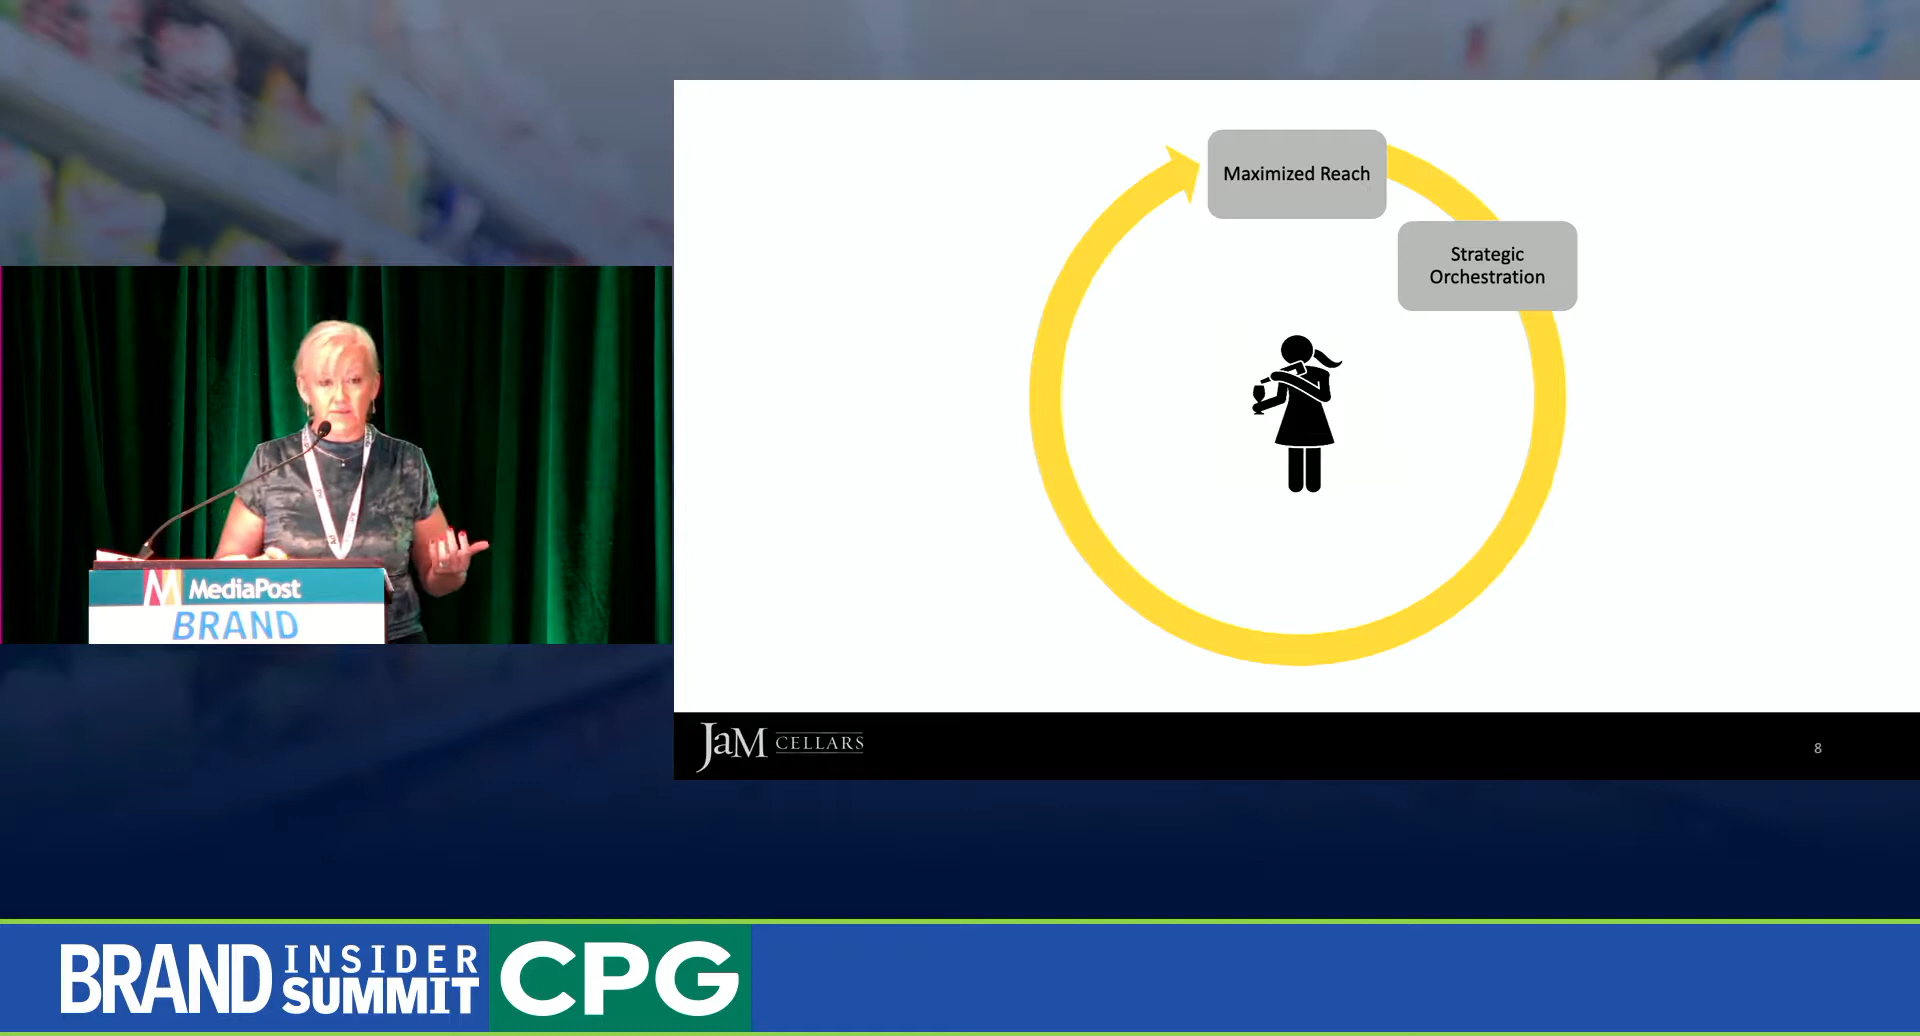 Maximized Reach
Strategic
Orchestration
MediaPost
BRAND
JaM CELLARS
8
BRAND INSIDER SUMMIT CPG